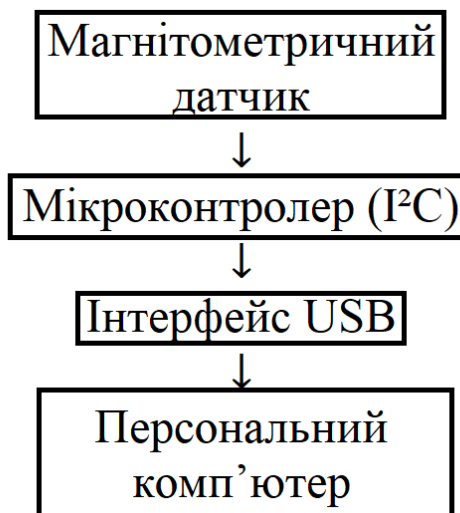 Магнітометричний
датчик
↓
Мікроконтролер (I²C)
↓
Інтерфейс USB
↓
Персональний
комп’ютер